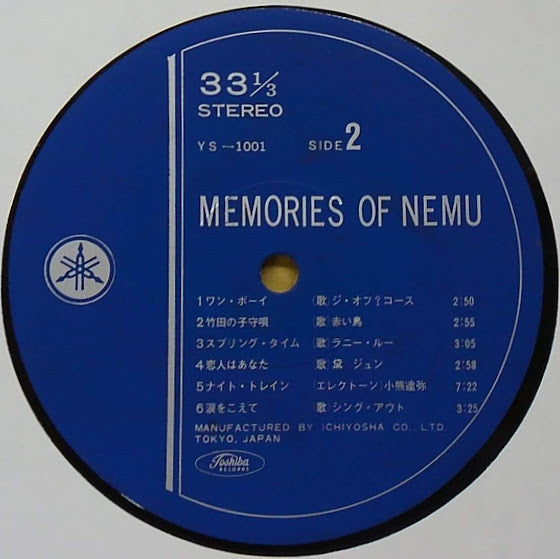 33 1/3
STEREO
YS-1001 SIDE 2
MEMORIES OF NEMU
1 ワン・ボーイ (歌) ジ・オフ?コース 2:50
2 竹田の子守唄 (歌) 赤い鳥 2:55
3 スプリング・タイム (歌) ラニー・ルー 3:05
4 恋人はあなた (歌) 黛 ジュン 2:58
5 ナイト・トレイン (エレクトーン) 小熊達弥 7:22
6 涙をこえて (歌) シング・アウト 3:25
MANUFACTURED BY ICHIYOSHA CO., LTD.
TOKYO, JAPAN
Toshiba
RECORDS